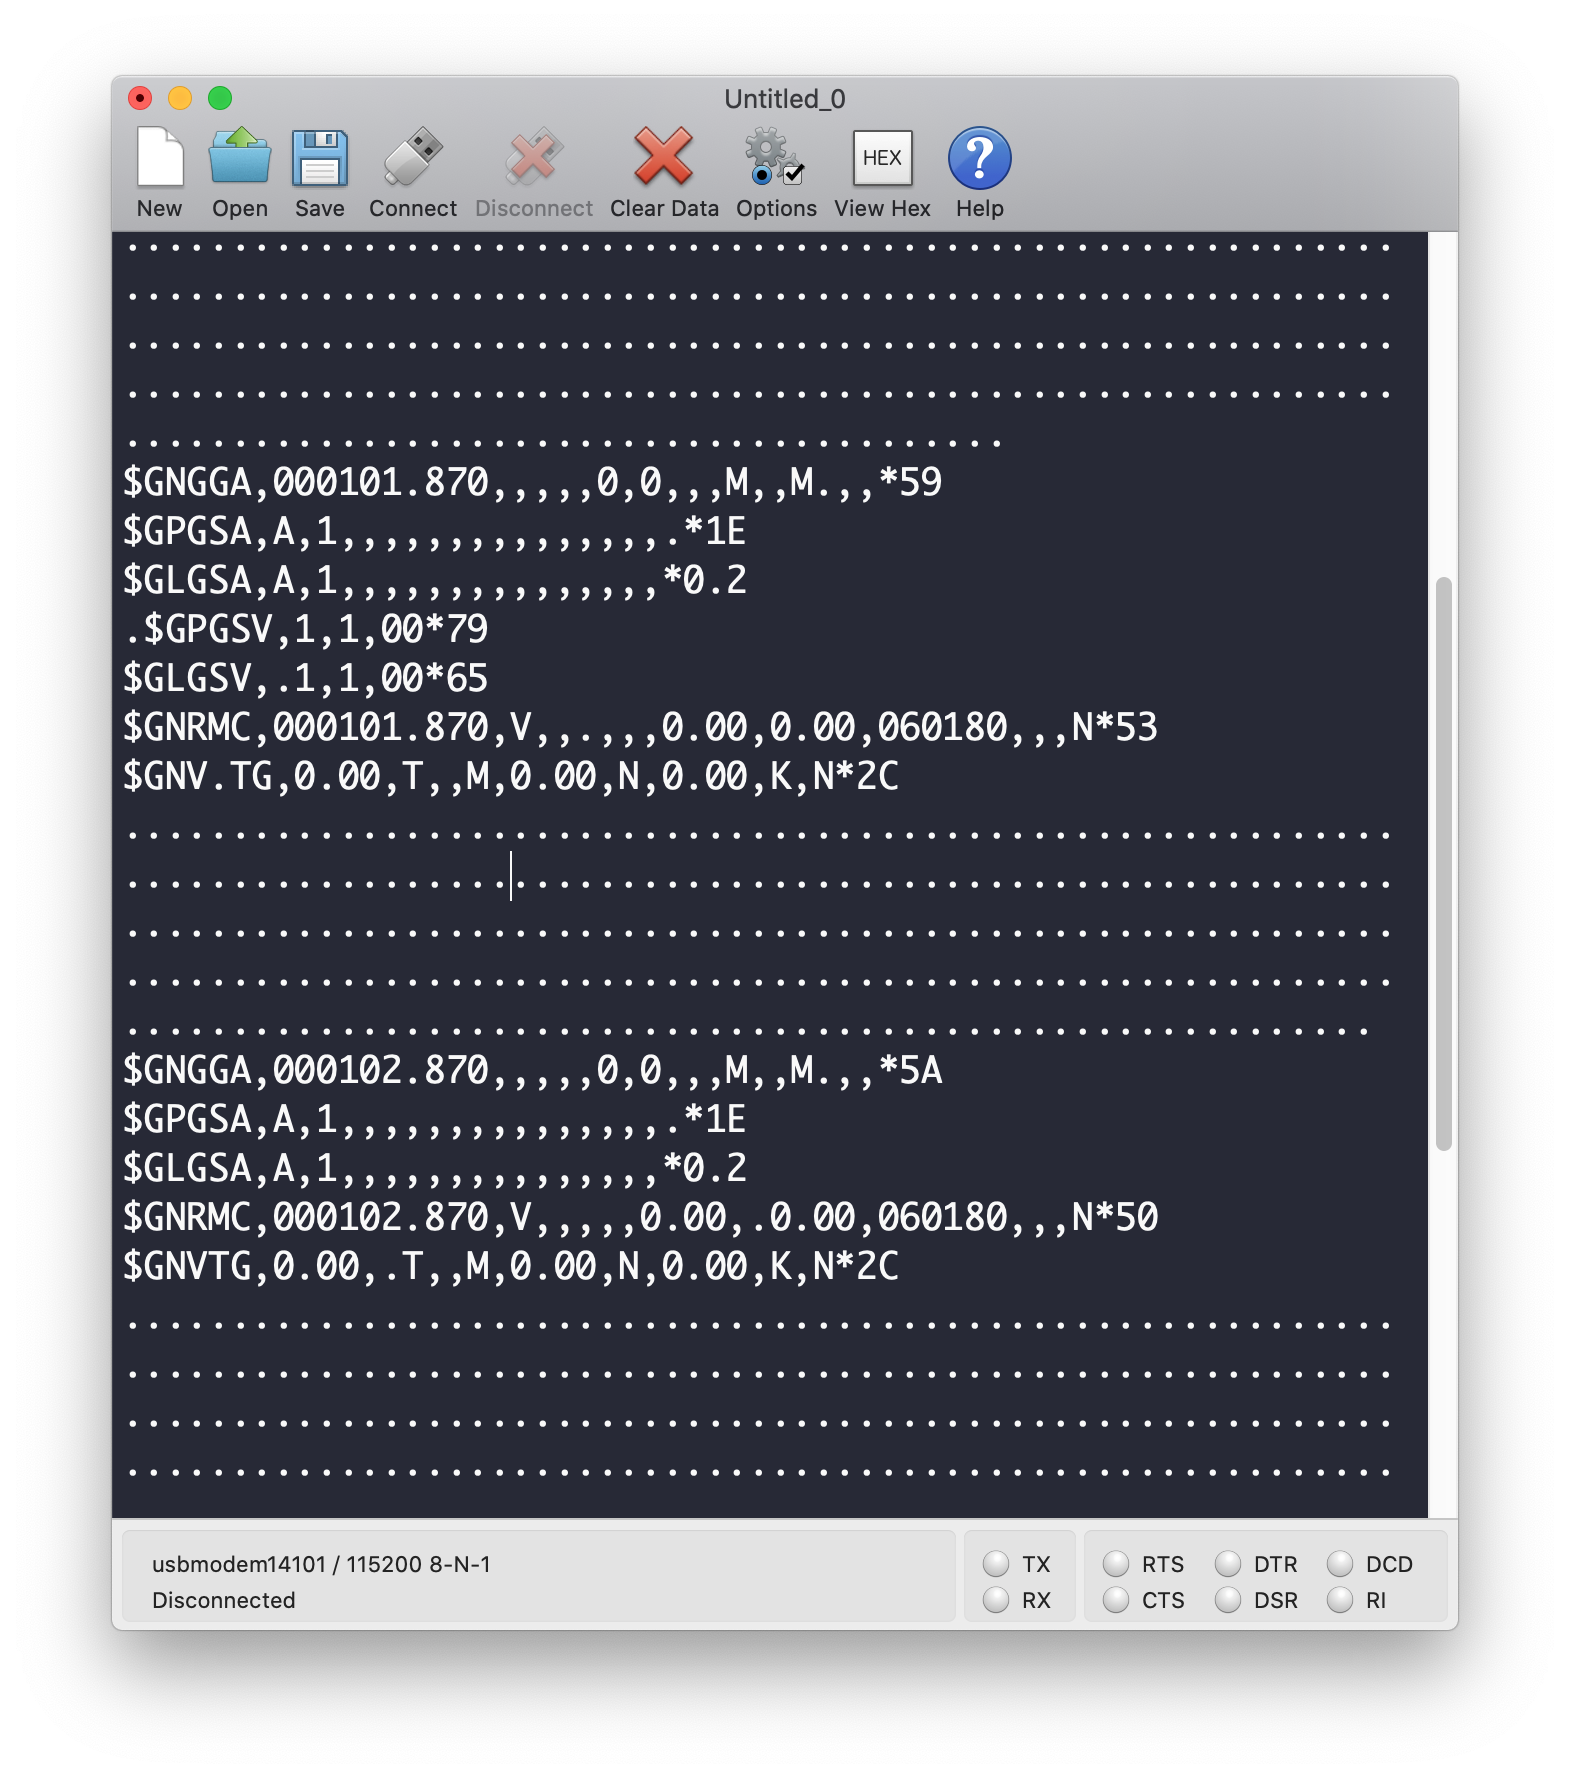 Untitled_0
New Open Save Connect Disconnect Clear Data Options HEX View Hex Help
...........................................................
...........................................................
...........................................................
...........................................................
.........................................
$GNGGA,000101.870,,,,,0,0,,,M,,M.,,*59
$GPGSA,A,1,,,,,,,,,,,,,,,.*1E
$GLGSA,A,1,,,,,,,,,,,,,,,*0.2
.$GPGSV,1,1,00*79
$GLGSV,.1,1,00*65
$GNRMC,000101.870,V,,.,,,0.00,0.00,060180,,,N*53
$GNV.TG,0.00,T,,M,0.00,N,0.00,K,N*2C
...........................................................
...........................................................
...........................................................
...........................................................
..........................................................
$GNGGA,000102.870,,,,,0,0,,,M,,M.,,*5A
$GPGSA,A,1,,,,,,,,,,,,,,,.*1E
$GLGSA,A,1,,,,,,,,,,,,,,,*0.2
$GNRMC,000102.870,V,,,,,0.00,.0.00,060180,,,N*50
$GNVTG,0.00,.T,,M,0.00,N,0.00,K,N*2C
...........................................................
...........................................................
...........................................................
...........................................................
usbmodem14101 / 115200 8-N-1
Disconnected
TX RTS DTR DCD
RX CTS DSR RI